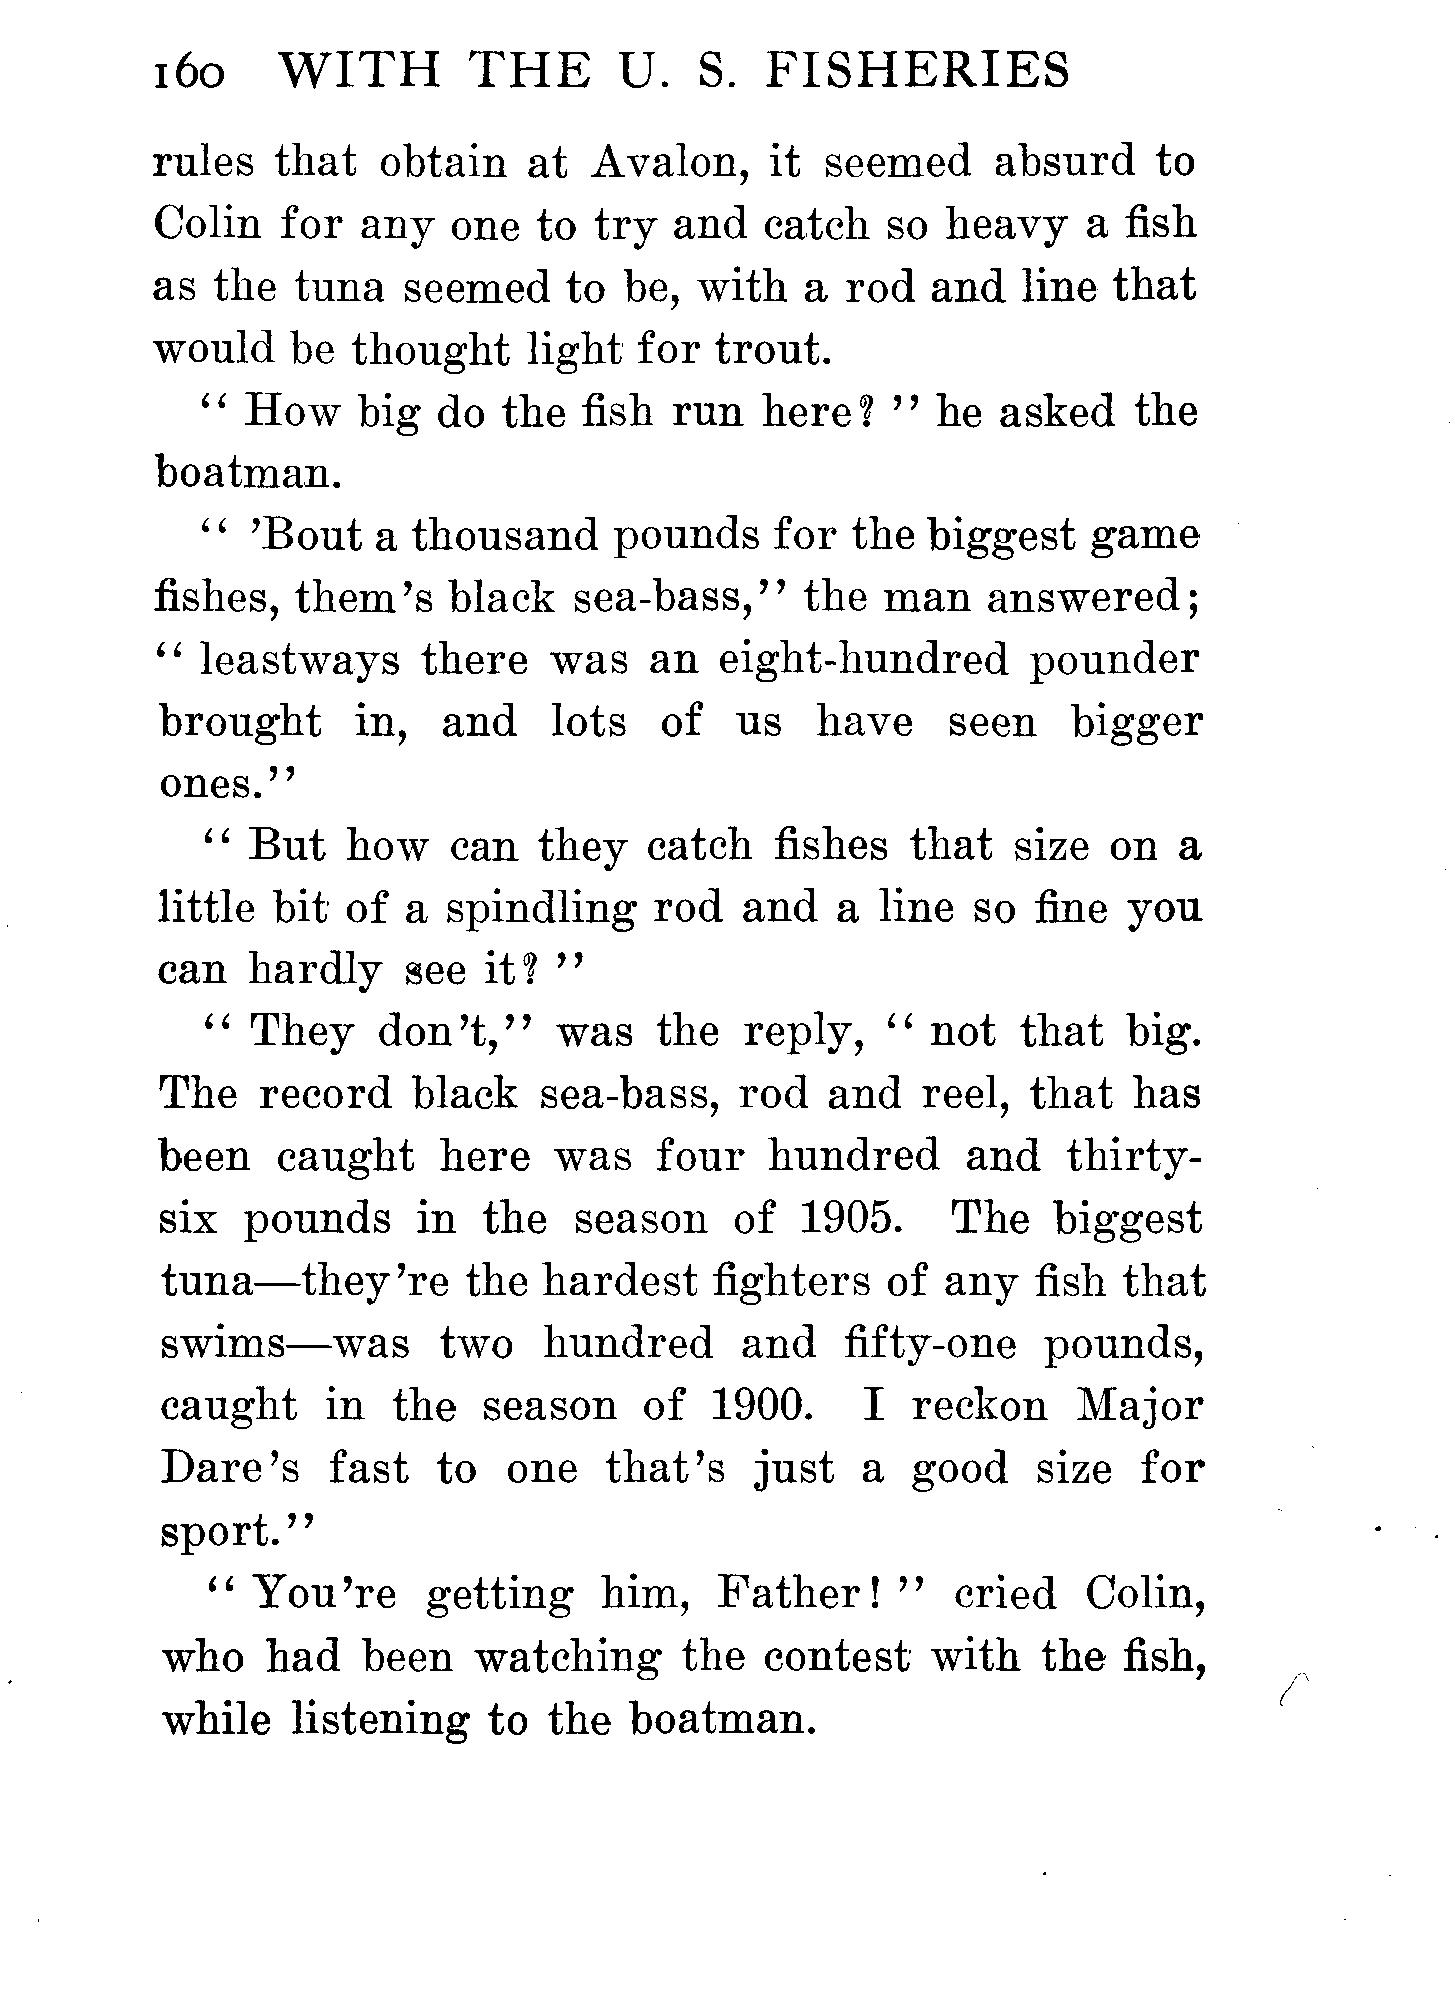 160 WITH THE U. S. FISHERIES
rules that obtain at Avalon, it seemed absurd to
Colin for any one to try and catch so heavy a fish
as the tuna seemed to be, with a rod and line that
would be thought light for trout.
“ How big do the fish run here? ” he asked the
boatman.
“ ’Bout a thousand pounds for the biggest game
fishes, them’s black sea-bass,” the man answered;
“ leastways there was an eight-hundred pounder
brought in, and lots of us have seen bigger
ones.”
“ But how can they catch fishes that size on a
little bit of a spindling rod and a line so fine you
can hardly see it? ”
“ They don’t,” was the reply, “ not that big.
The record black sea-bass, rod and reel, that has
been caught here was four hundred and thirty-
six pounds in the season of 1905. The biggest
tuna—they’re the hardest fighters of any fish that
swims—was two hundred and fifty-one pounds,
caught in the season of 1900. I reckon Major
Dare’s fast to one that’s just a good size for
sport.”
“ You’re getting him, Father! ” cried Colin,
who had been watching the contest with the fish,
while listening to the boatman.